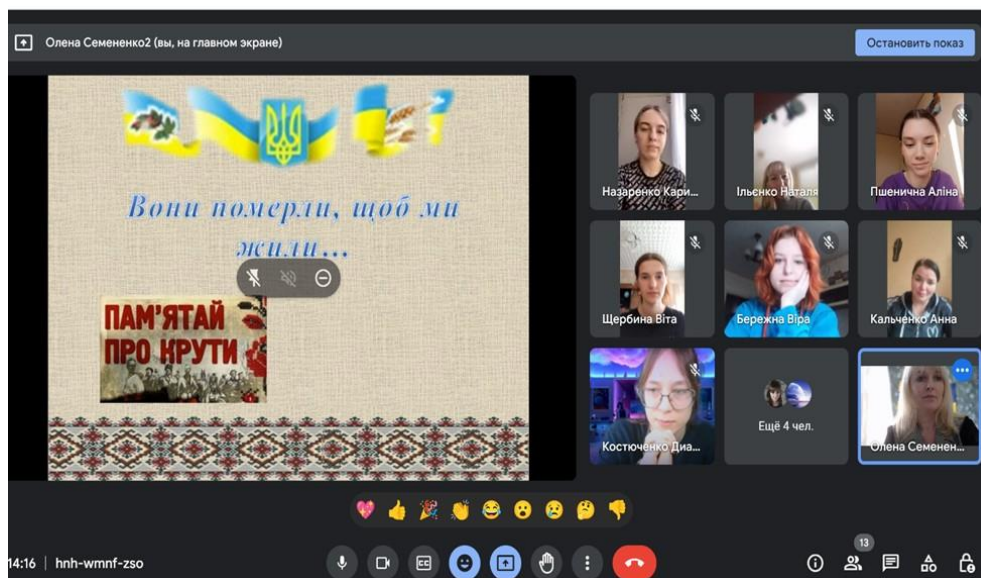 Олена Семененко2 (вы, на главном экране)
Остановить показ
Вони померли, щоб ми
жили...
ПАМ'ЯТАЙ
ПРО КРУТИ
Назаренко Кари...
Ільєнко Наталя
Пшенична Аліна
Щербина Віта
Бережна Віра
Кальченко Анна
Костюченко Диа...
Ещё 4 чел.
Олена Семенен...
14:16 | hnh-wmnf-zso
CC
13